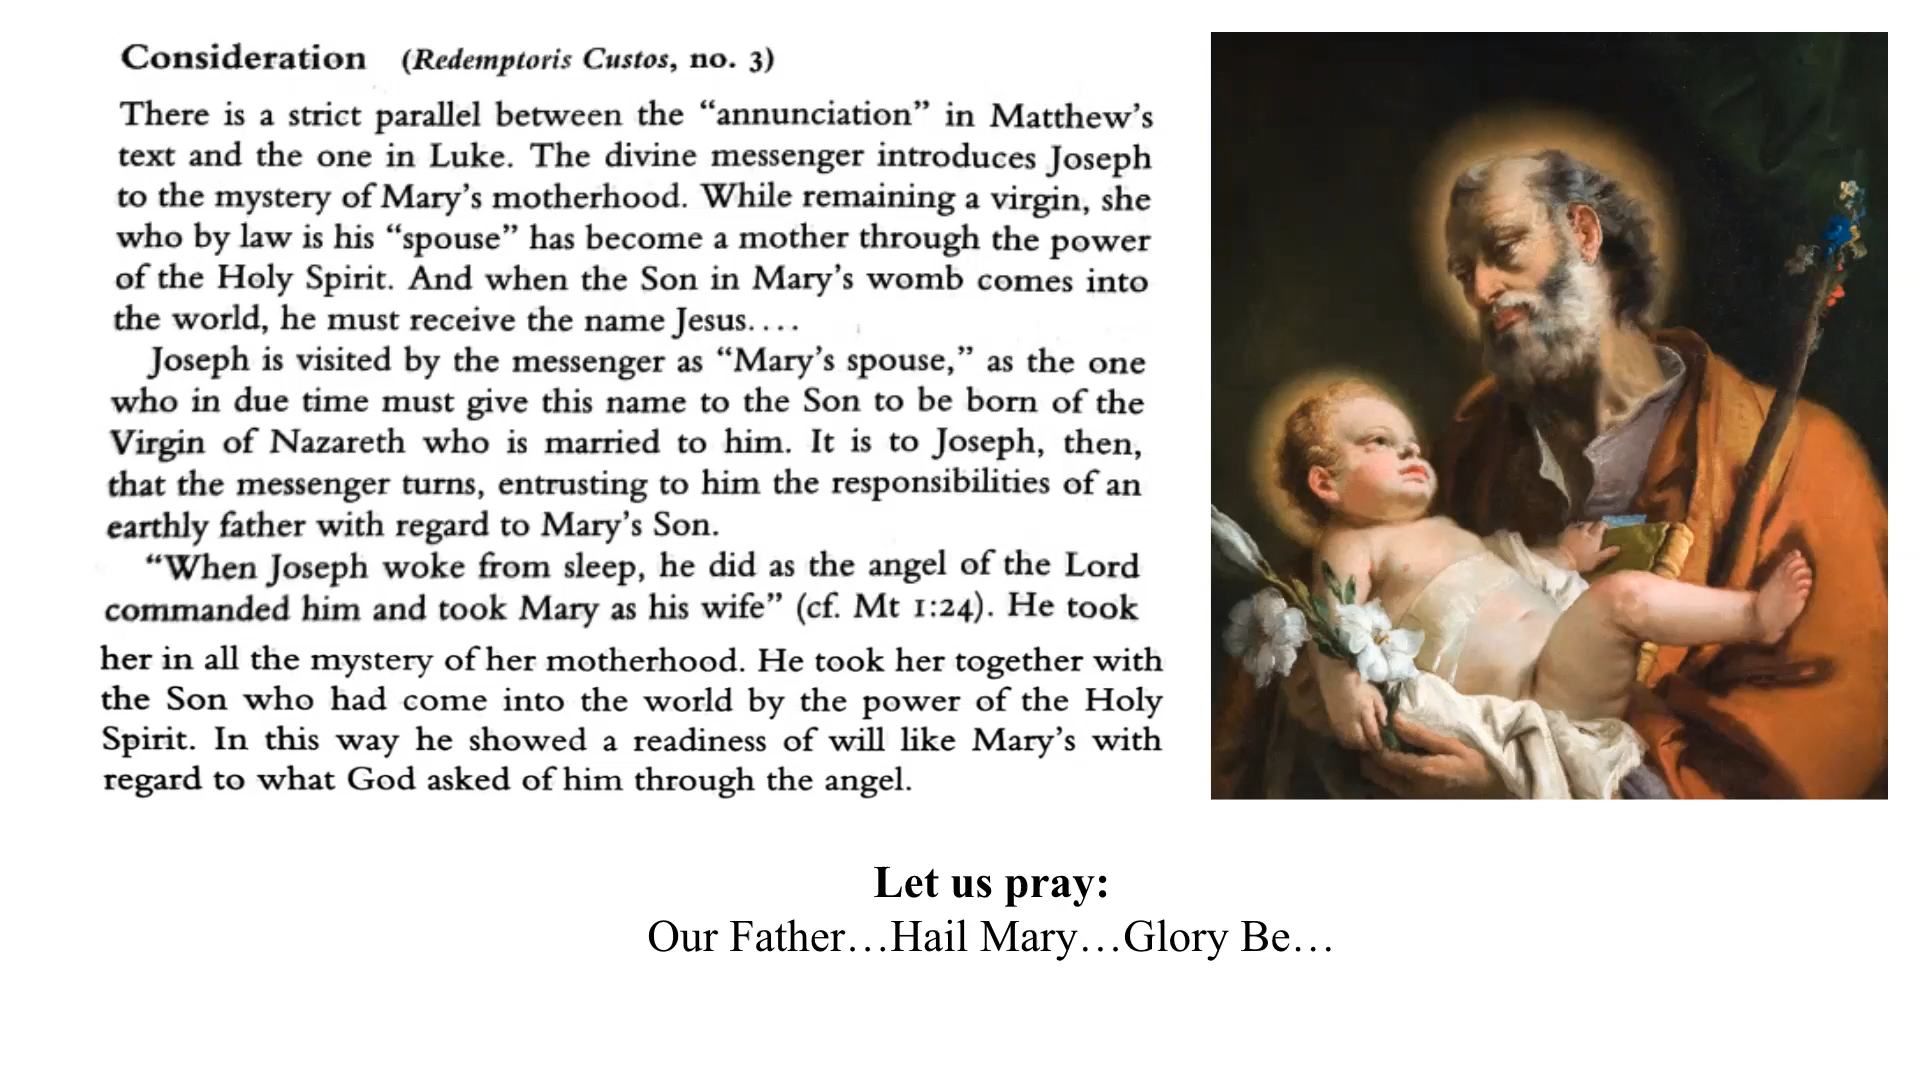 Consideration (Redemptoris Custos, no. 3)
There is a strict parallel between the “annunciation” in Matthew’s
text and the one in Luke. The divine messenger introduces Joseph
to the mystery of Mary’s motherhood. While remaining a virgin, she
who by law is his “spouse” has become a mother through the power
of the Holy Spirit. And when the Son in Mary’s womb comes into
the world, he must receive the name Jesus....
Joseph is visited by the messenger as “Mary’s spouse,” as the one
who in due time must give this name to the Son to be born of the
Virgin of Nazareth who is married to him. It is to Joseph, then,
that the messenger turns, entrusting to him the responsibilities of an
earthly father with regard to Mary’s Son.
“When Joseph woke from sleep, he did as the angel of the Lord
commanded him and took Mary as his wife” (cf. Mt 1:24). He took
her in all the mystery of her motherhood. He took her together with
the Son who had come into the world by the power of the Holy
Spirit. In this way he showed a readiness of will like Mary’s with
regard to what God asked of him through the angel.
Let us pray:
Our Father…Hail Mary…Glory Be…